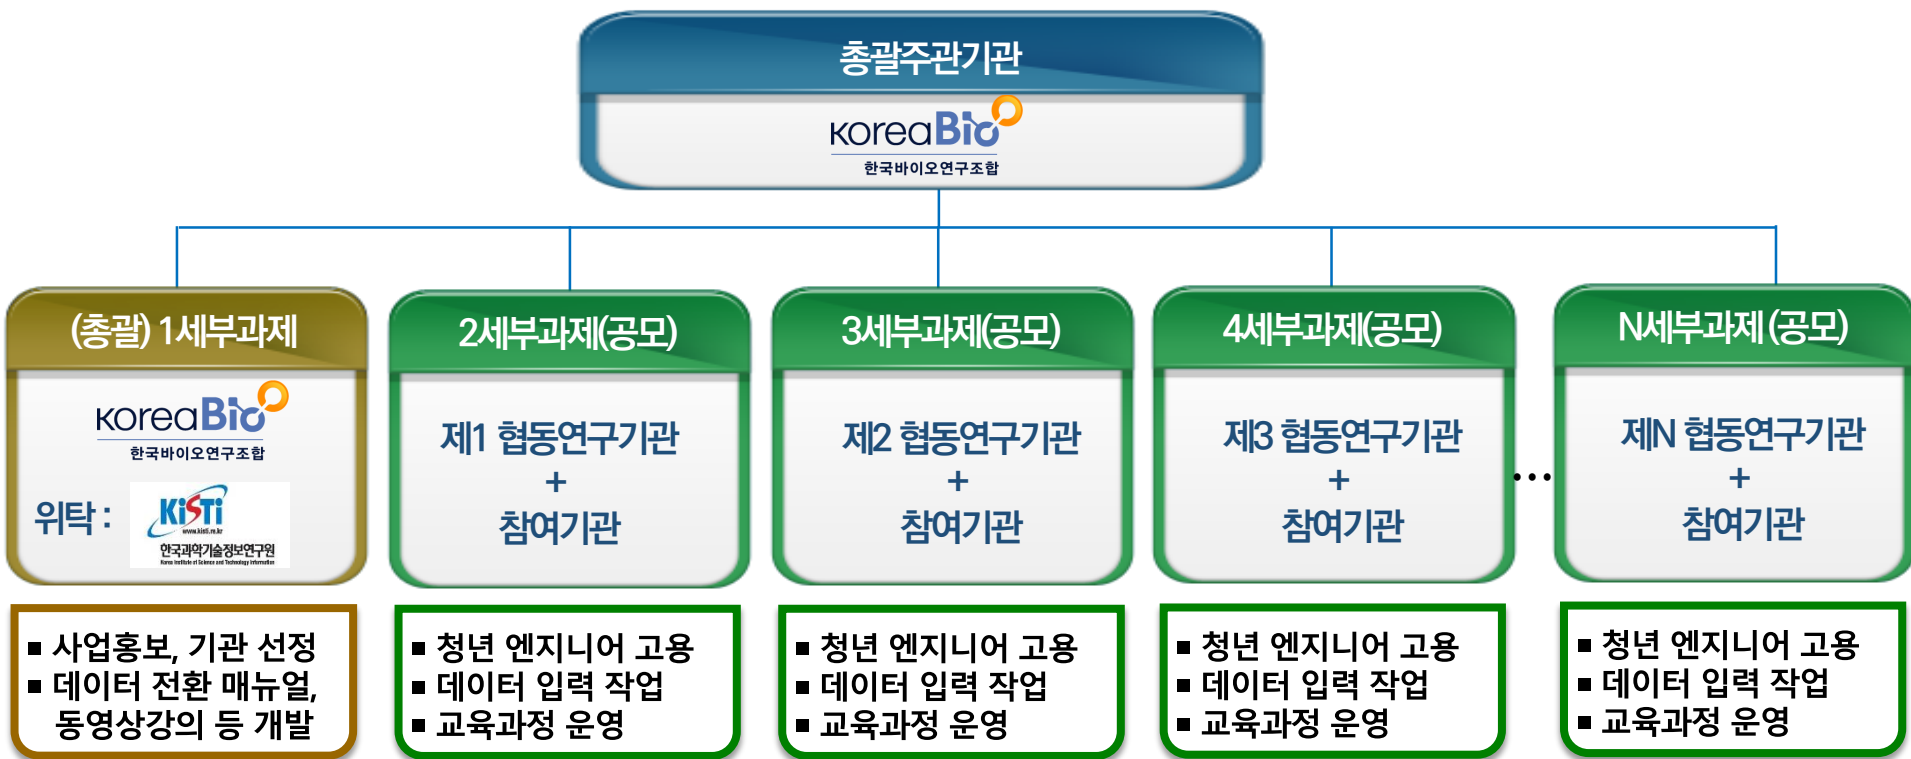 총괄주관기관
KoreaBio
한국바이오연구조합
(총괄) 1세부과제
KoreaBio
한국바이오연구조합
위탁 :
KiSTi
www.kisti.re.kr
한국과학기술정보연구원
Korea Institute of Science and Technology Information
▪ 사업홍보, 기관 선정
▪ 데이터 전환 매뉴얼,
동영상강의 등 개발
2세부과제(공모)
제1 협동연구기관
+
참여기관
▪ 청년 엔지니어 고용
▪ 데이터 입력 작업
▪ 교육과정 운영
3세부과제(공모)
제2 협동연구기관
+
참여기관
▪ 청년 엔지니어 고용
▪ 데이터 입력 작업
▪ 교육과정 운영
4세부과제(공모)
제3 협동연구기관
+
참여기관
▪ 청년 엔지니어 고용
▪ 데이터 입력 작업
▪ 교육과정 운영
...
N세부과제 (공모)
제N 협동연구기관
+
참여기관
▪ 청년 엔지니어 고용
▪ 데이터 입력 작업
▪ 교육과정 운영